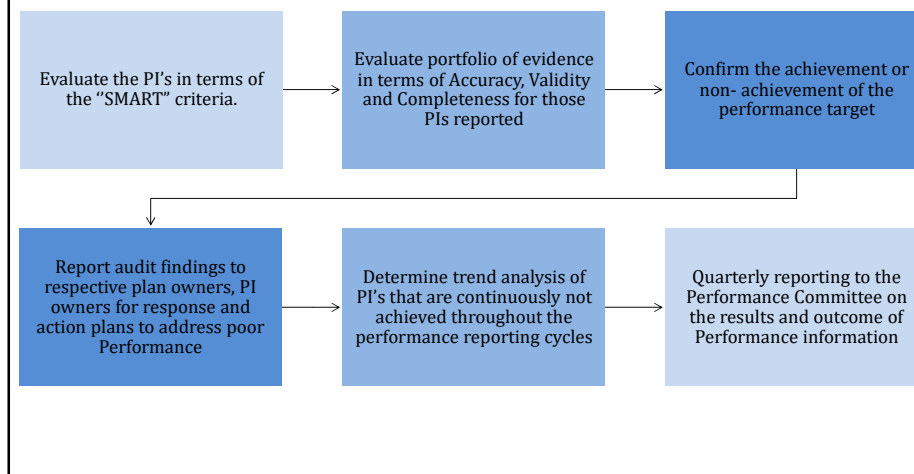 Evaluate the PI's in terms of
the ‘’SMART” criteria.
Evaluate portfolio of evidence
in terms of Accuracy, Validity
and Completeness for those
PIs reported
Confirm the achievement or
non- achievement of the
performance target
Report audit findings to
respective plan owners, PI
owners for response and
action plans to address poor
Performance
Determine trend analysis of
PI's that are continuously not
achieved throughout the
performance reporting cycles
Quarterly reporting to the
Performance Committee on
the results and outcome of
Performance information